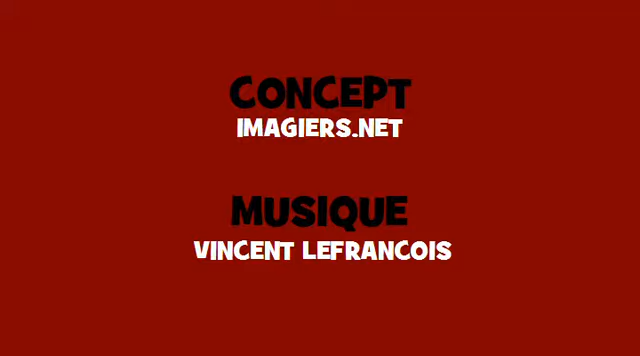 CONCEPT
IMAGIERS.NET
MUSIQUE
VINCENT LEFRANCOIS